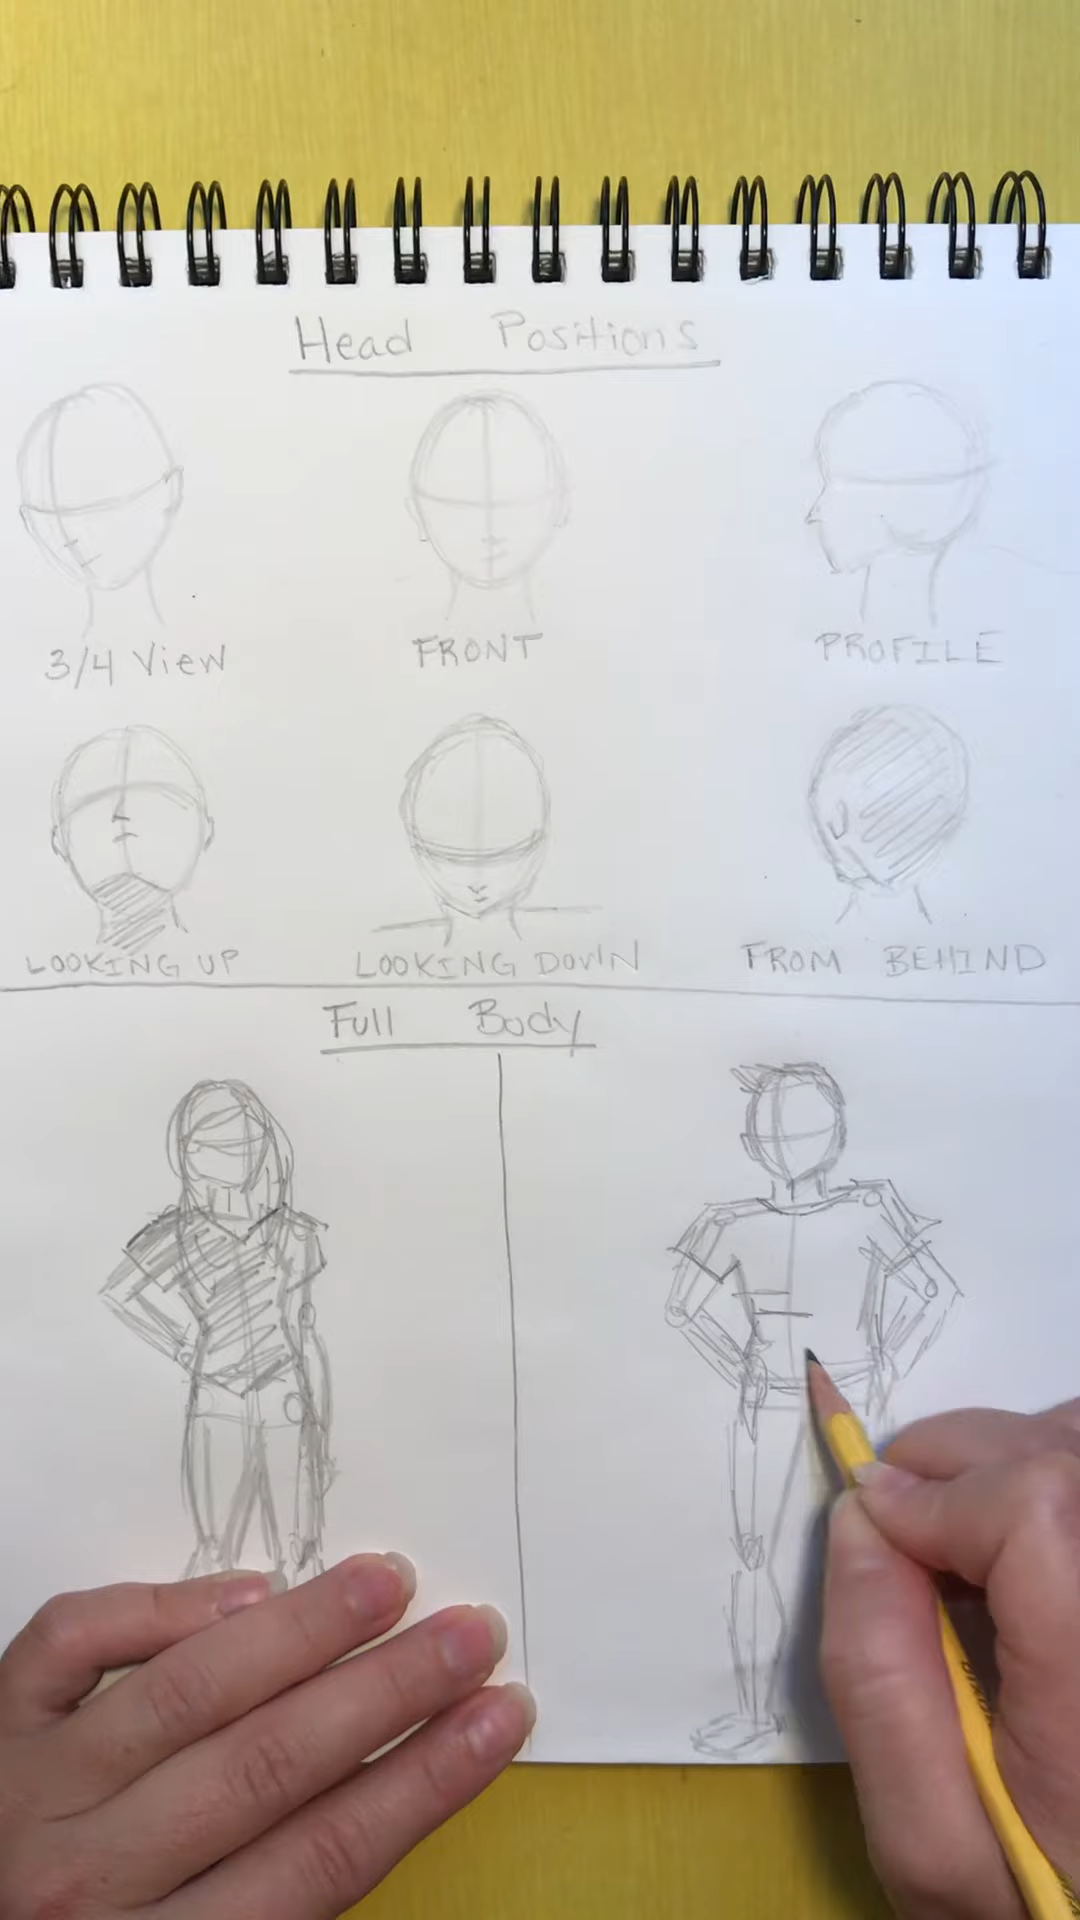 Head Positions
3/4 View
FRONT
PROFILE
LOOKING UP
LOOKING DOWN
FROM BEHIND
Full Body